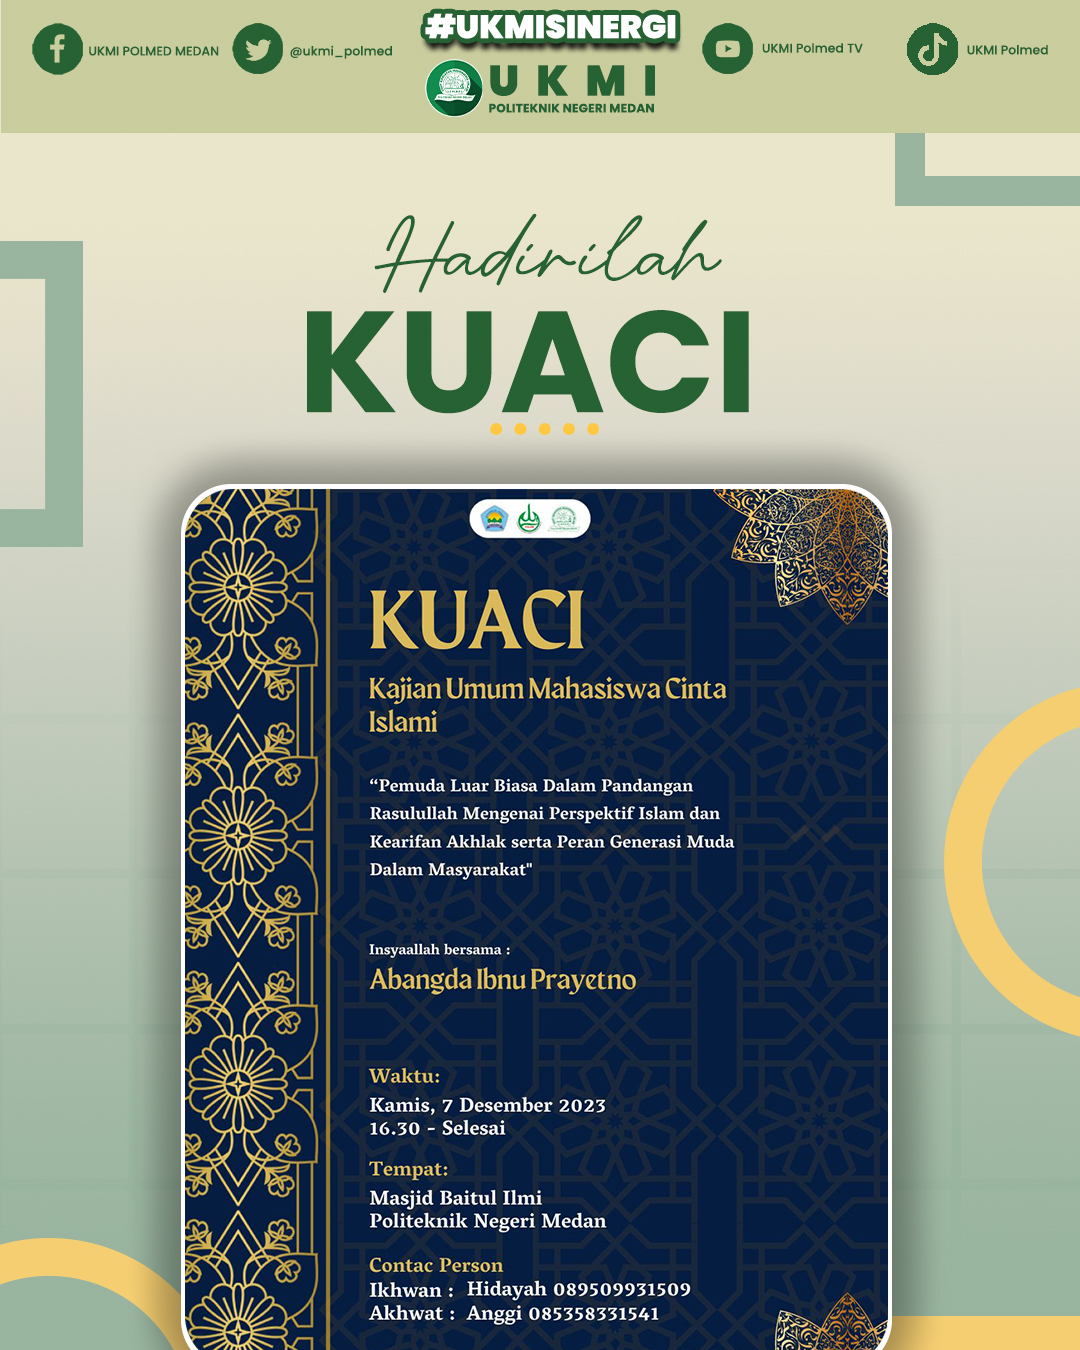 #UKMISINERGI
UKMI POLMED MEDAN
@ukmi_polmed
UKMI
POLITEKNIK NEGERI MEDAN
UKMI Polmed TV
UKMI Polmed
Hadirilah
KUACI
KUACI
Kajian Umum Mahasiswa Cinta
Islami
“Pemuda Luar Biasa Dalam Pandangan
Rasulullah Mengenai Perspektif Islam dan
Kearifan Akhlak serta Peran Generasi Muda
Dalam Masyarakat"
Insyaallah bersama :
Abangda Ibnu Prayetno
Waktu:
Kamis, 7 Desember 2023
16.30 - Selesai
Tempat:
Masjid Baitul Ilmi
Politeknik Negeri Medan
Contac Person
Ikhwan : Hidayah 089509931509
Akhwat : Anggi 085358331541